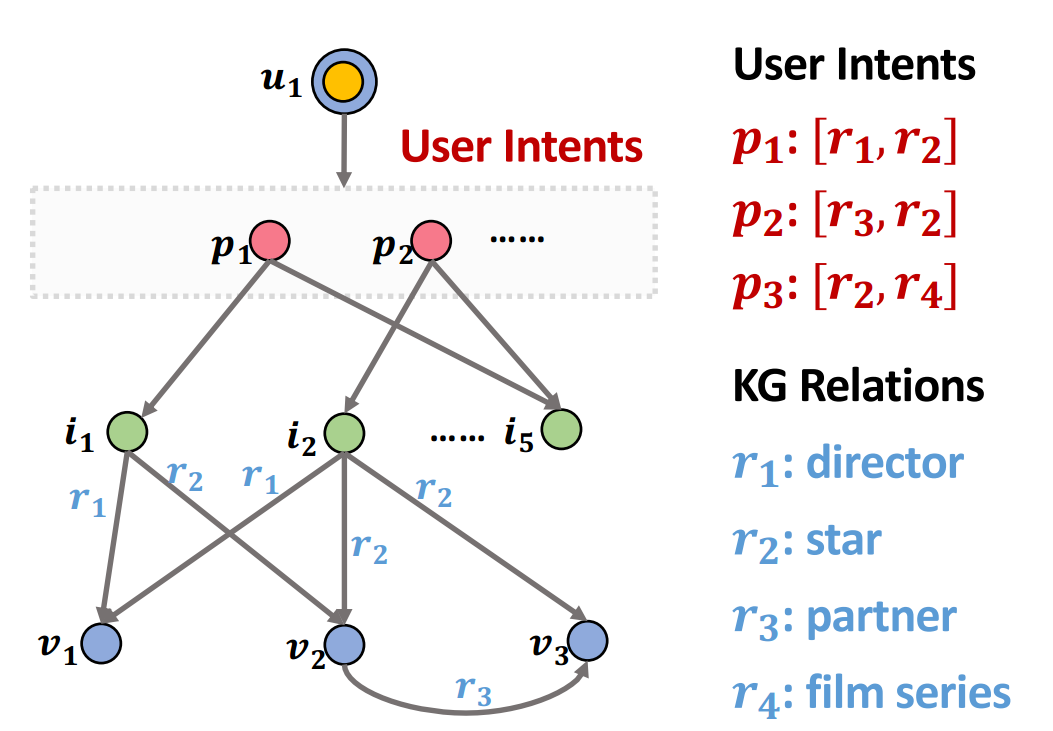 u₁
User Intents
p₁
p₂
......
i₁
i₂
......
i₅
r₁
r₂
r₁
r₂
r₂
v₁
v₂
v₃
r₃
User Intents
p₁: [r₁, r₂]
p₂: [r₃, r₂]
p₃: [r₂, r₄]
KG Relations
r₁: director
r₂: star
r₃: partner
r₄: film series